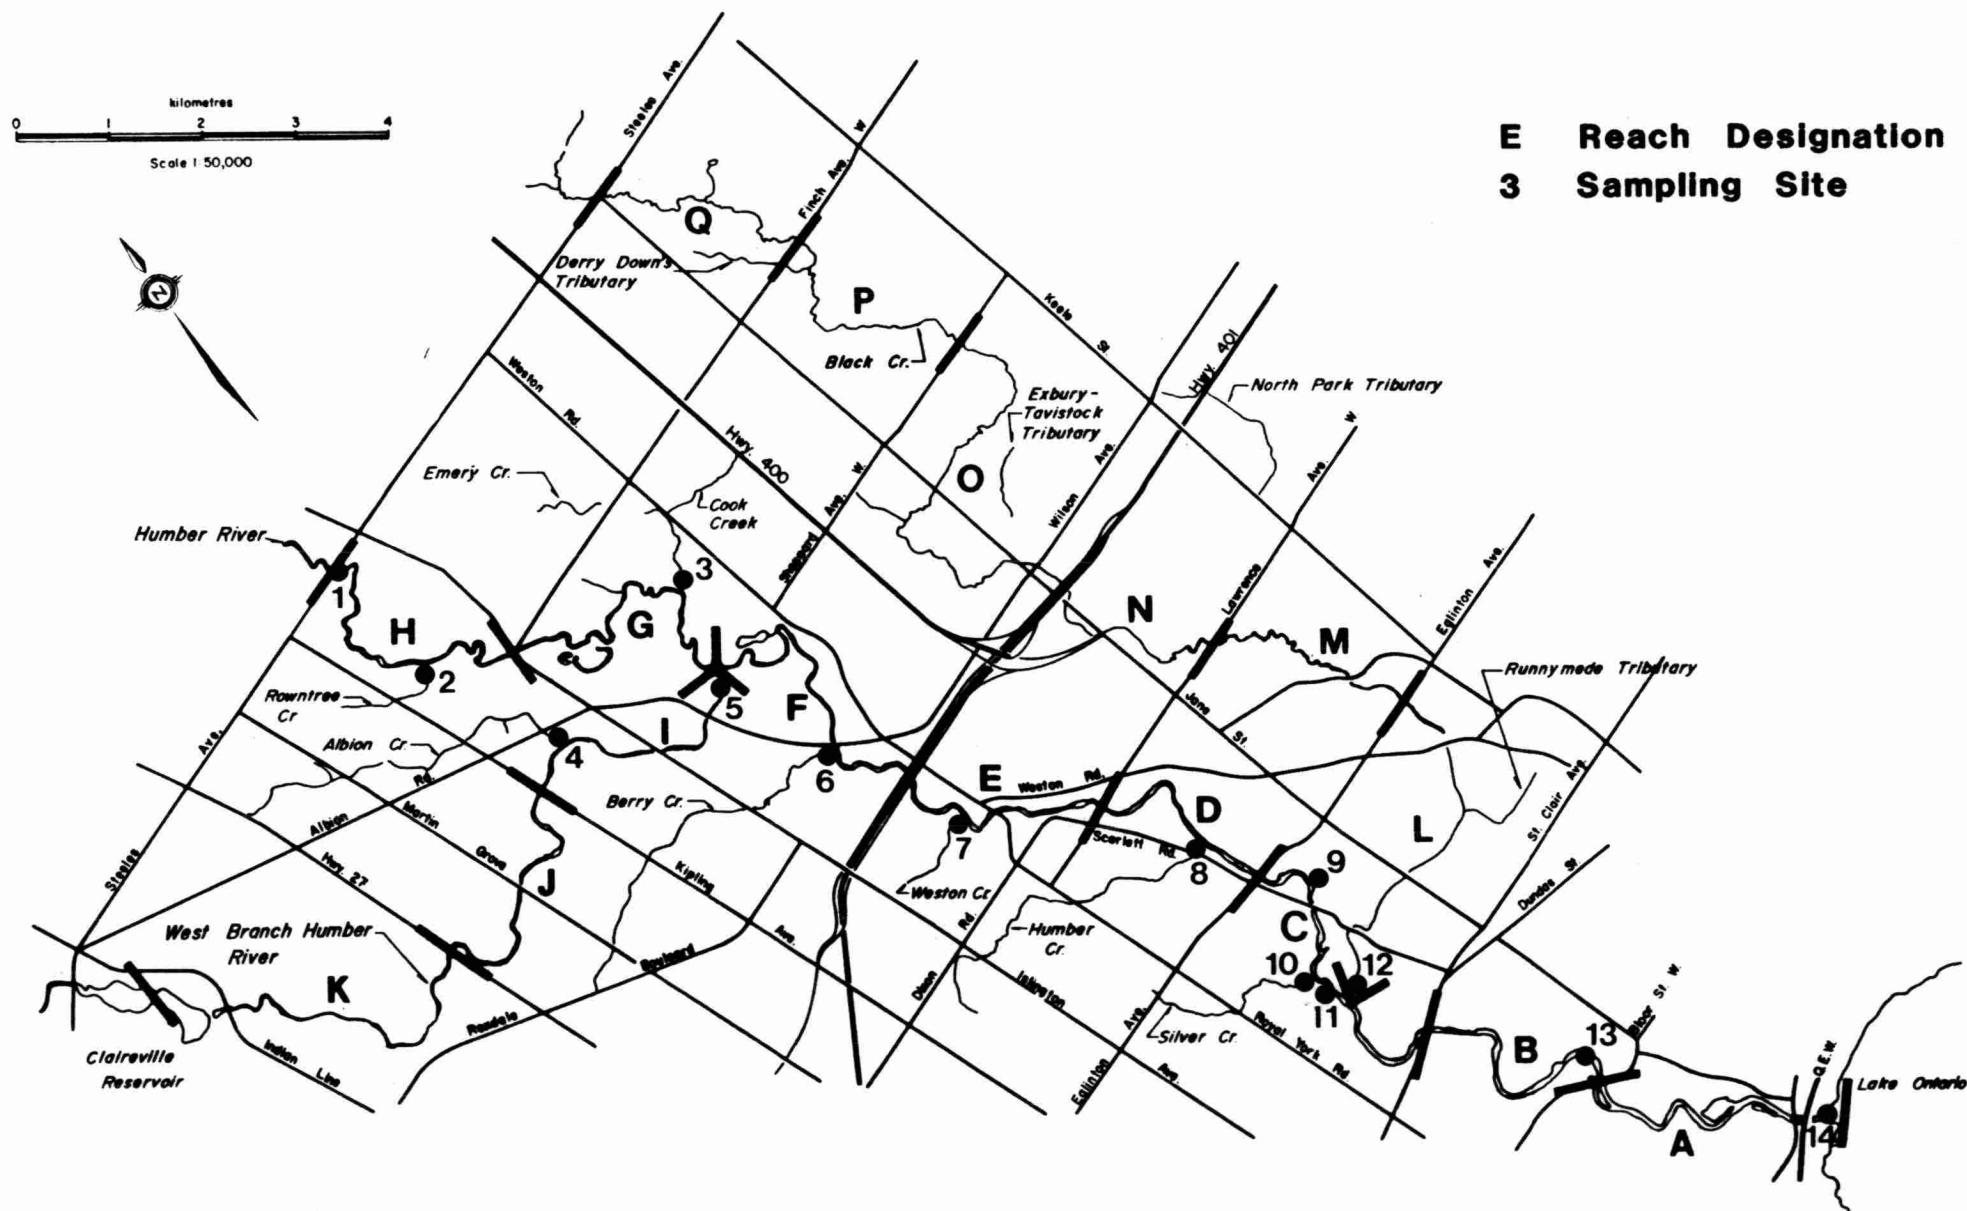 kilometres
0 1 2 3 4
Scale 1:50,000
E Reach Designation
3 Sampling Site
N
Steeles Ave.
Finch Ave. W
Q
Derry Down's
Tributary
P
Black Cr.
Keele St.
Hwy. 401
North Park Tributary
Exbury-
Tavistock
Tributary
O
Weston Rd.
Hwy. 400
Emery Cr.
Cook
Creek
Sheppard Ave. W.
Wilson Ave.
Lawrence Ave. W
Eglinton Ave.
Humber River
1
H
2
G
3
N
M
Runnymede Tributary
Rowntree
Cr
5
I
F
Jane St.
Albion Cr.
4
6
E
Weston Rd.
D
L
St. Clair Ave.
Dundas St
Steeles Ave.
Albion Rd.
Martin Grove
Berry Cr.
7
Scarlett Rd.
8
9
Hwy. 27
J
Kipling Ave.
Weston Cr.
Humber
Cr.
C
West Branch Humber
River
K
Rexdale Boulevard
Dixon Rd.
Islington Ave.
10
11
12
Silver Cr.
Royal York Rd
Eglinton Ave.
13
B
Bloor St. W.
Q.E.W.
Lake Ontario
Claireville
Reservoir
Indian Line
A
14